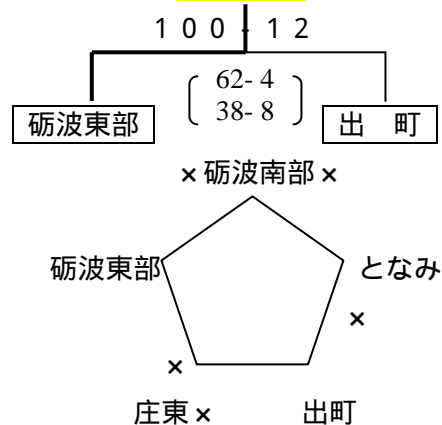 100-12
62-4
38-8
砺波東部
出 町
×砺波南部×
砺波東部
となみ
×
×
庄東×
出町